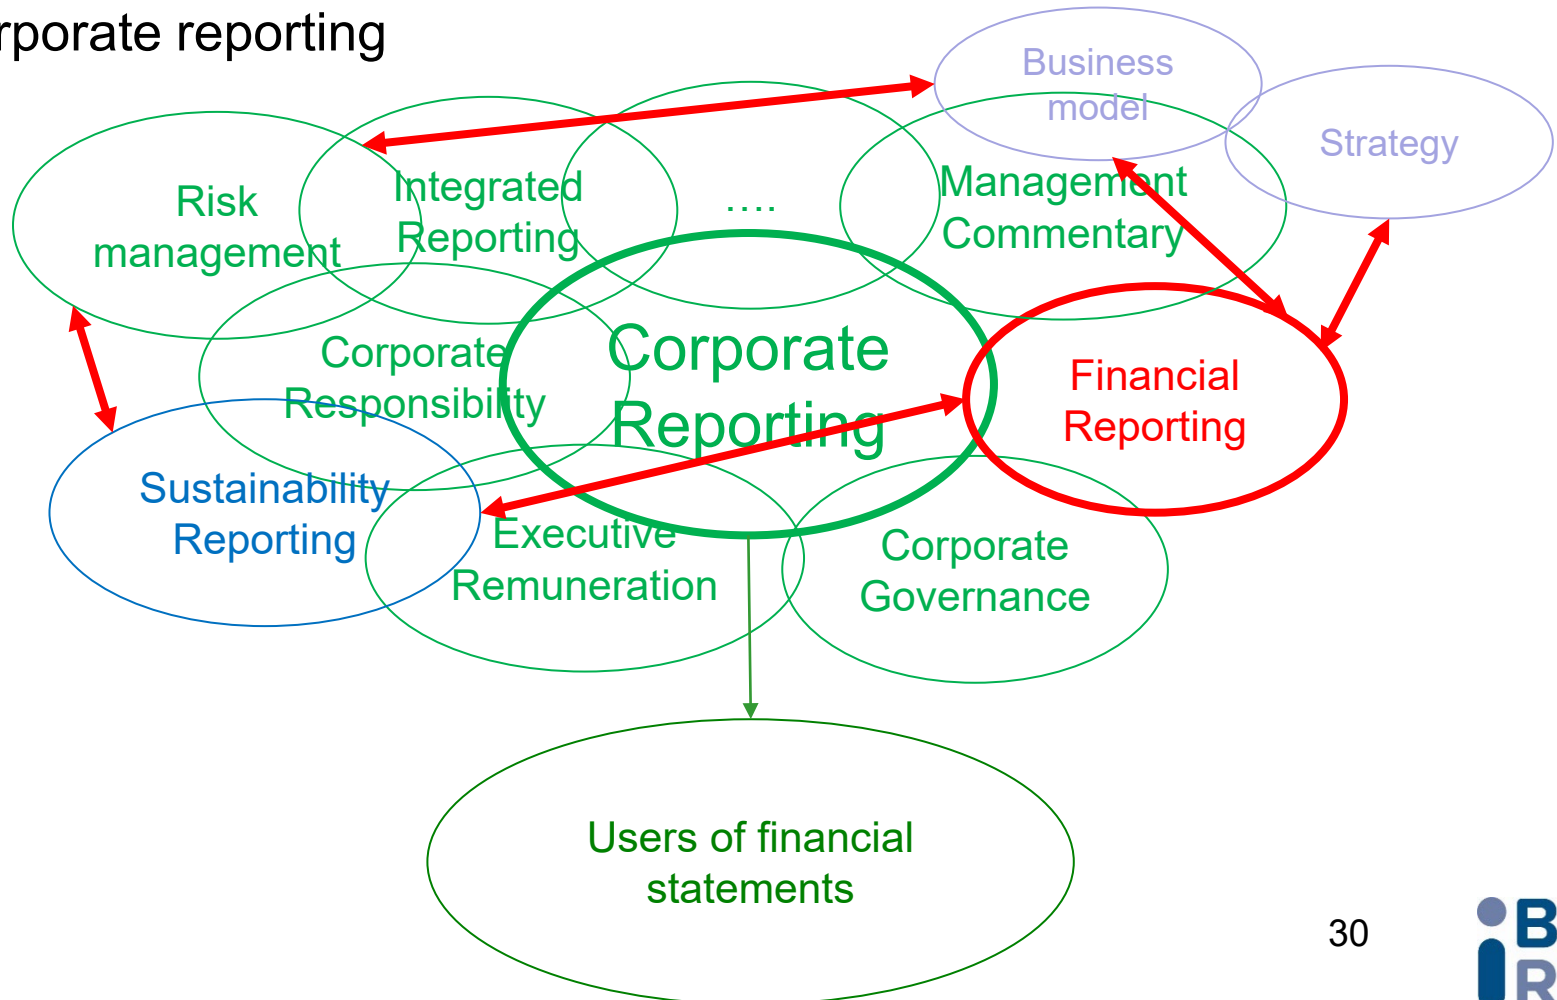 rporate reporting
Business
model
Strategy
Risk
management
Integrated
Reporting
....
Management
Commentary
Corporate
Responsibility
Corporate
Reporting
Financial
Reporting
Sustainability
Reporting
Executive
Remuneration
Corporate
Governance
Users of financial
statements
30
B
R